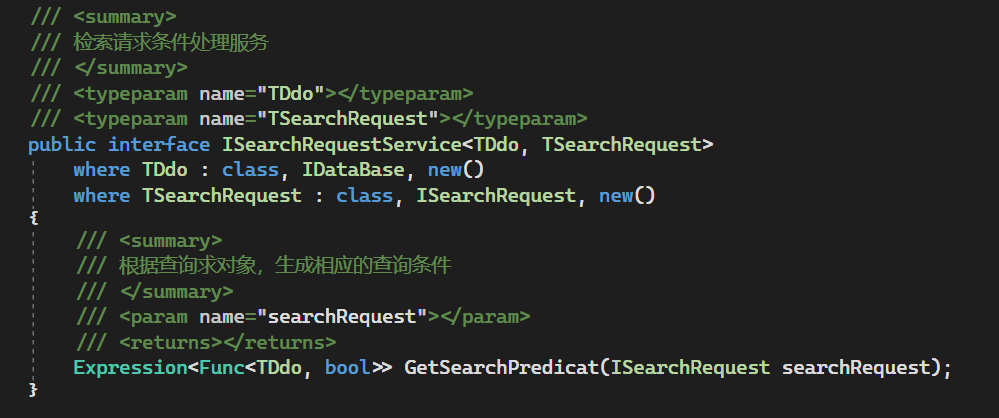 /// <summary>
/// 检索请求条件处理服务
/// </summary>
/// <typeparam name="TDdo"></typeparam>
/// <typeparam name="TSearchRequest"></typeparam>
public interface ISearchRequestService<TDdo, TSearchRequest>
where TDdo : class, IDataBase, new()
where TSearchRequest : class, ISearchRequest, new()
{
/// <summary>
/// 根据查询求对象，生成相应的查询条件
/// </summary>
/// <param name="searchRequest"></param>
/// <returns></returns>
Expression<Func<TDdo, bool>> GetSearchPredicat(ISearchRequest searchRequest);
}